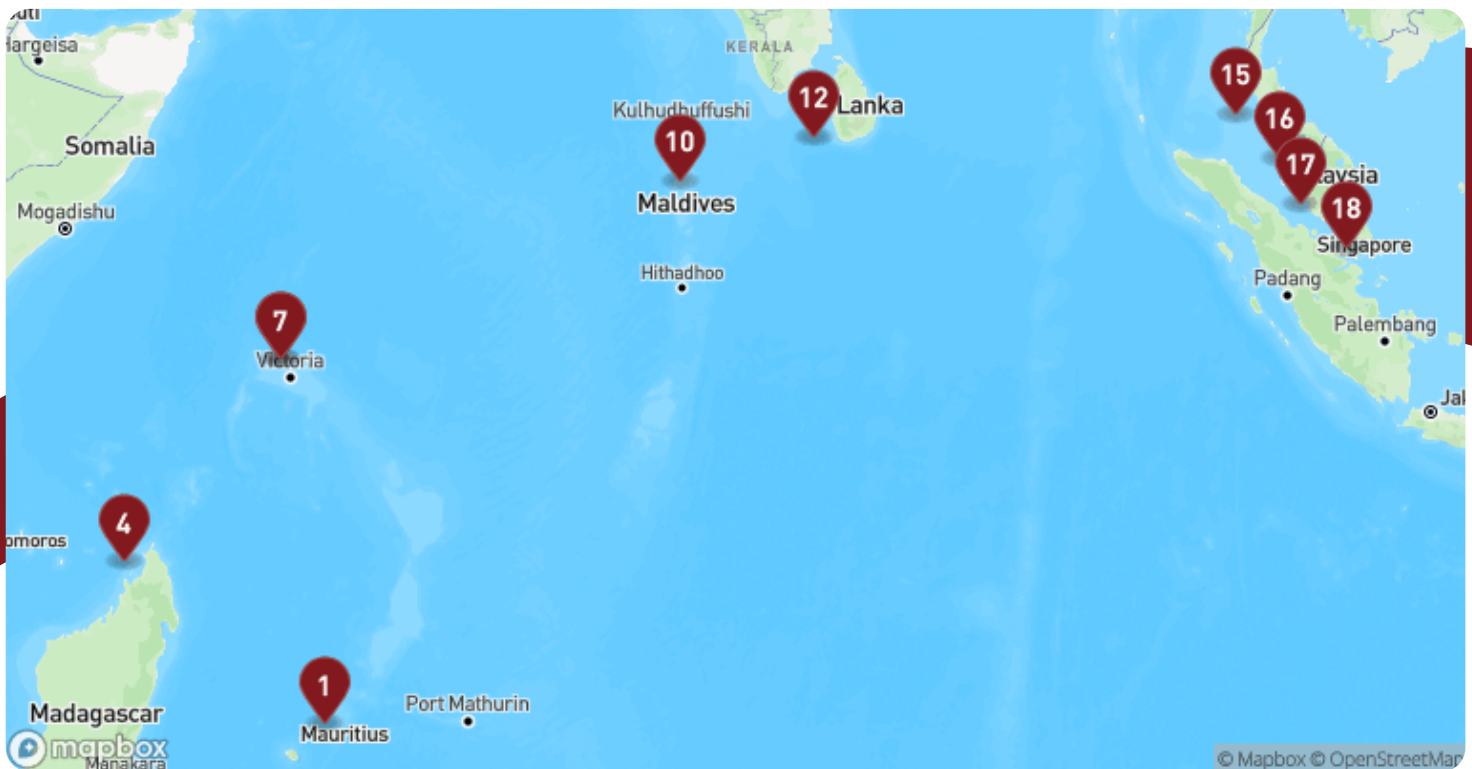 Hargeisa
KERALA
15
12
Lanka
Kulhudhuffushi
16
10
Somalia
17
Maldives
18
Mogadishu
Singapore
Hithadhoo
Padang
7
Palembang
Victoria
4
1
Port Mathurin
Madagascar
Mauritius
mapbox
Manakara
© Mapbox © OpenStreetMap